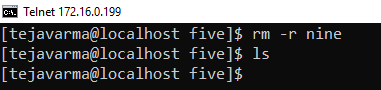 Telnet 172.16.0.199
[tejavarma@localhost five]$ rm -r nine
[tejavarma@localhost five]$ ls
[tejavarma@localhost five]$